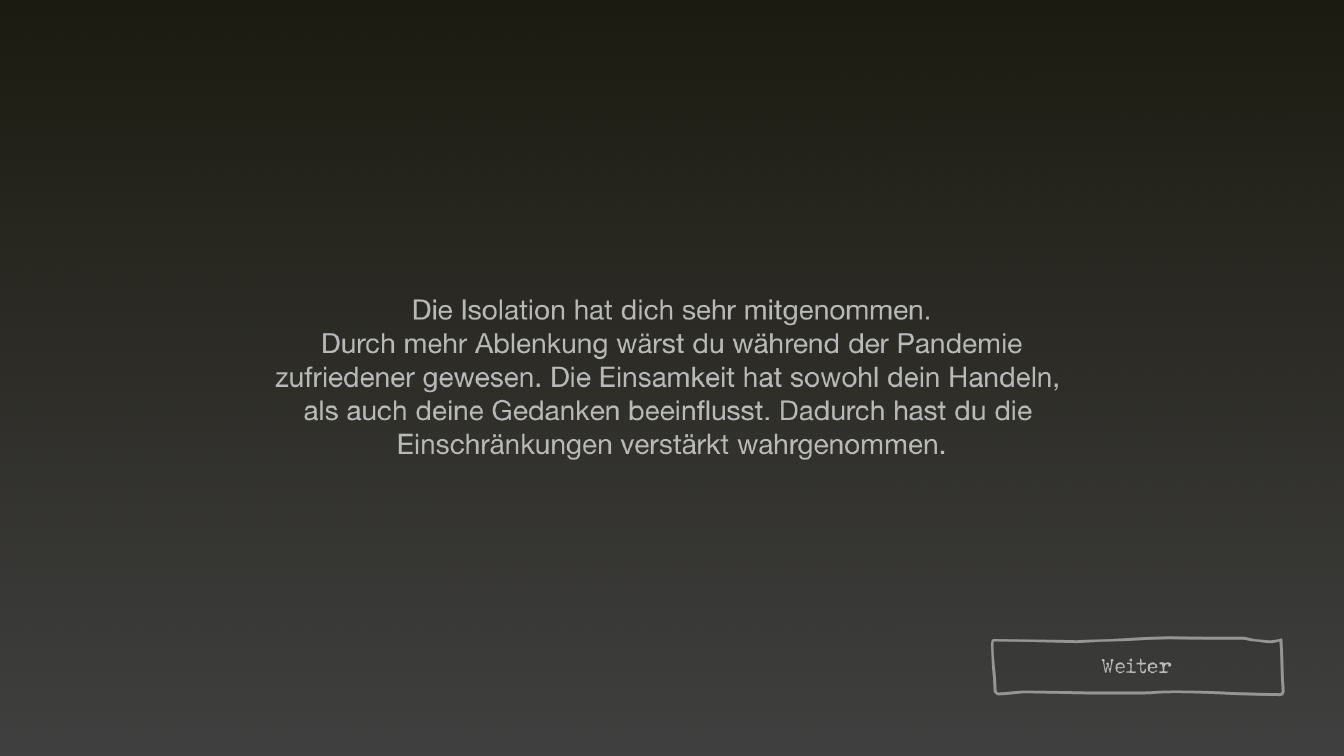 Die Isolation hat dich sehr mitgenommen.
Durch mehr Ablenkung wärst du während der Pandemie
zufriedener gewesen. Die Einsamkeit hat sowohl dein Handeln,
als auch deine Gedanken beeinflusst. Dadurch hast du die
Einschränkungen verstärkt wahrgenommen.
Weiter